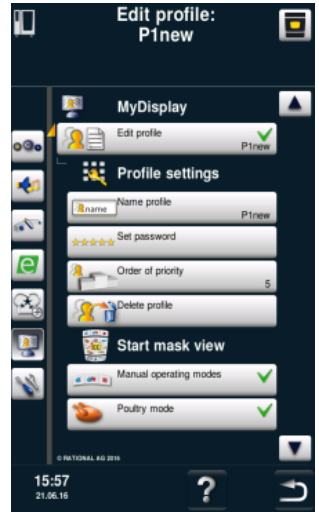 Edit profile:
P1new
MyDisplay
Edit profile
P1new
Profile settings
name
Name profile
P1new
Set password
Order of priority
5
Delete profile
Start mask view
Manual operating modes
Poultry mode
© RATIONAL AG 2016
15:57
21.06.16
?